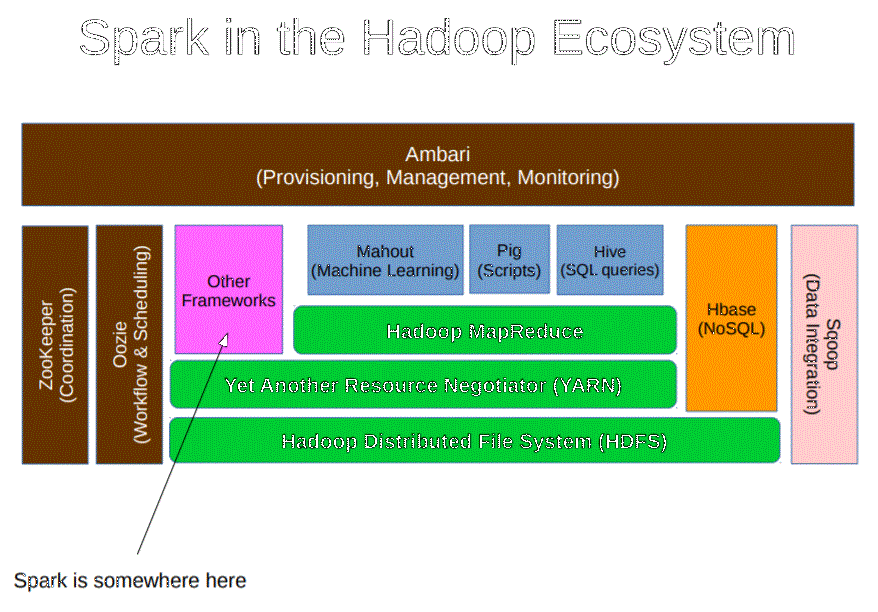 Spark in the Hadoop Ecosystem
Ambari
(Provisioning, Management, Monitoring)
ZooKeeper
(Coordination)
Oozie
(Workflow & Scheduling)
Other
Frameworks
Mahout
(Machine Learning)
Pig
(Scripts)
Hive
(SQL queries)
Hadoop MapReduce
Yet Another Resource Negotiator (YARN)
Hadoop Distributed File System (HDFS)
Hbase
(NoSQL)
Sqoop
(Data Integration)
Spark is somewhere here